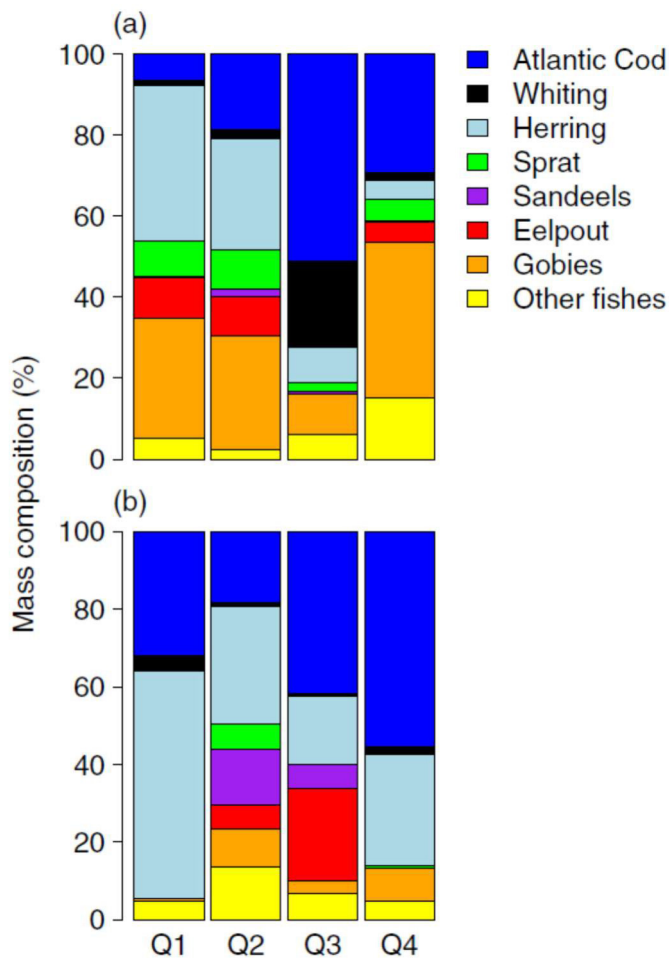 (a)
100
80
60
40
20
0
Atlantic Cod
Whiting
Herring
Sprat
Sandeels
Eelpout
Gobies
Other fishes
Mass composition (%)
(b)
100
80
60
40
20
0
Q1 Q2 Q3 Q4